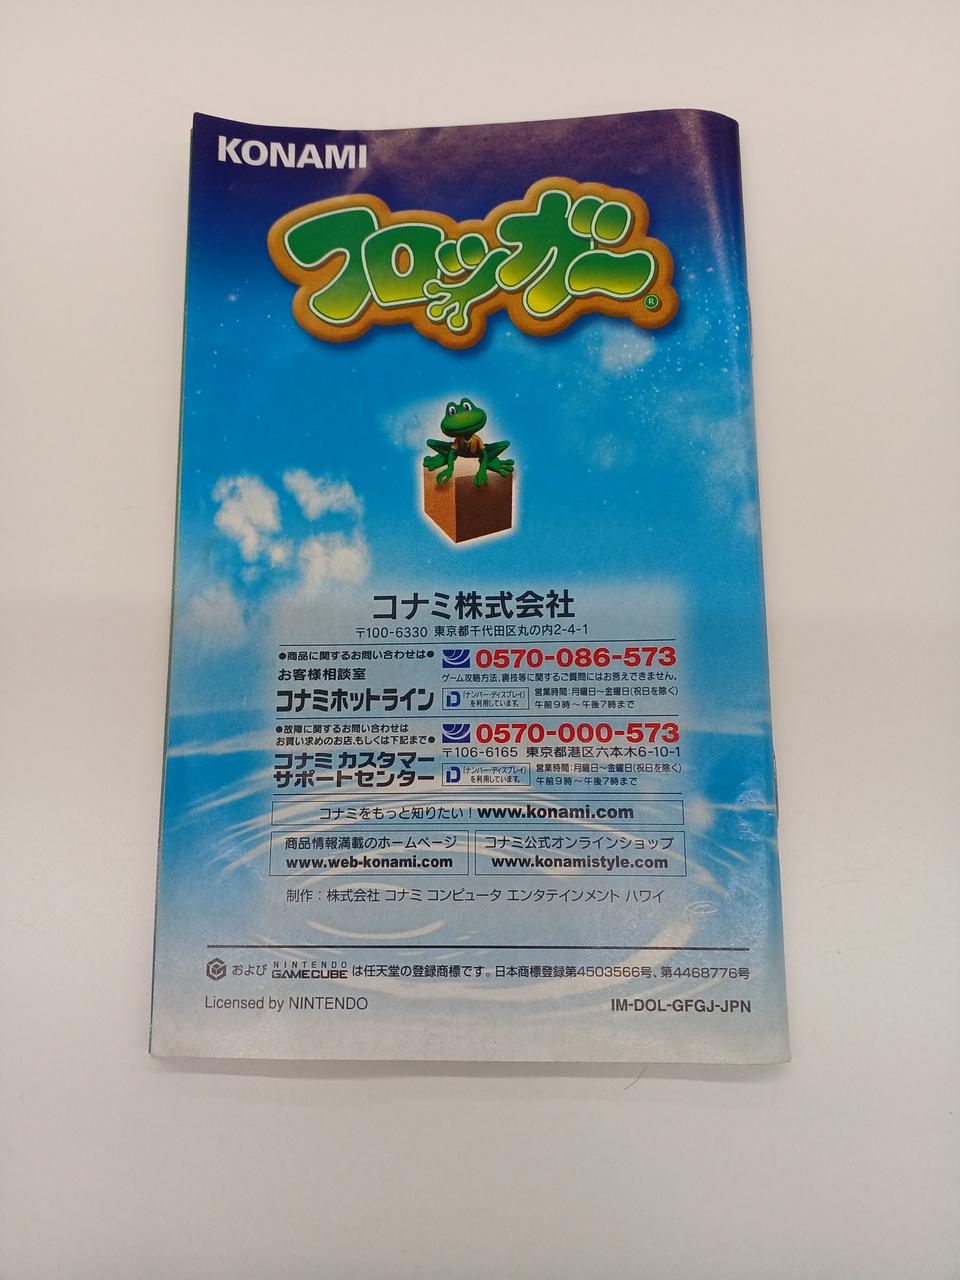 KONAMI
フロッガー®
コナミ株式会社
〒100-6330 東京都千代田区丸の内2-4-1
●商品に関するお問い合わせは●
お客様相談室
コナミホットライン
0570-086-573
ゲーム攻略方法、裏技等に関するご質問にはお答えできません。
「ナンバー・ディスプレイ」
を利用しています。
営業時間:月曜日～金曜日(祝日を除く)
午前9時～午後7時まで
●故障に関するお問い合わせは
お買い求めのお店、もしくは下記まで●
コナミ カスタマー
サポートセンター
0570-000-573
〒106-6165 東京都港区六本木6-10-1
「ナンバー・ディスプレイ」
を利用しています。
営業時間:月曜日～金曜日(祝日を除く)
午前9時～午後7時まで
コナミをもっと知りたい!www.konami.com
商品情報満載のホームページ
www.web-konami.com
コナミ公式オンラインショップ
www.konamistyle.com
制作:株式会社 コナミ コンピュータ エンタテインメント ハワイ
および NINTENDO GAMECUBE は任天堂の登録商標です。日本商標登録第4503566号、第4468776号
Licensed by NINTENDO
IM-DOL-GFGJ-JPN